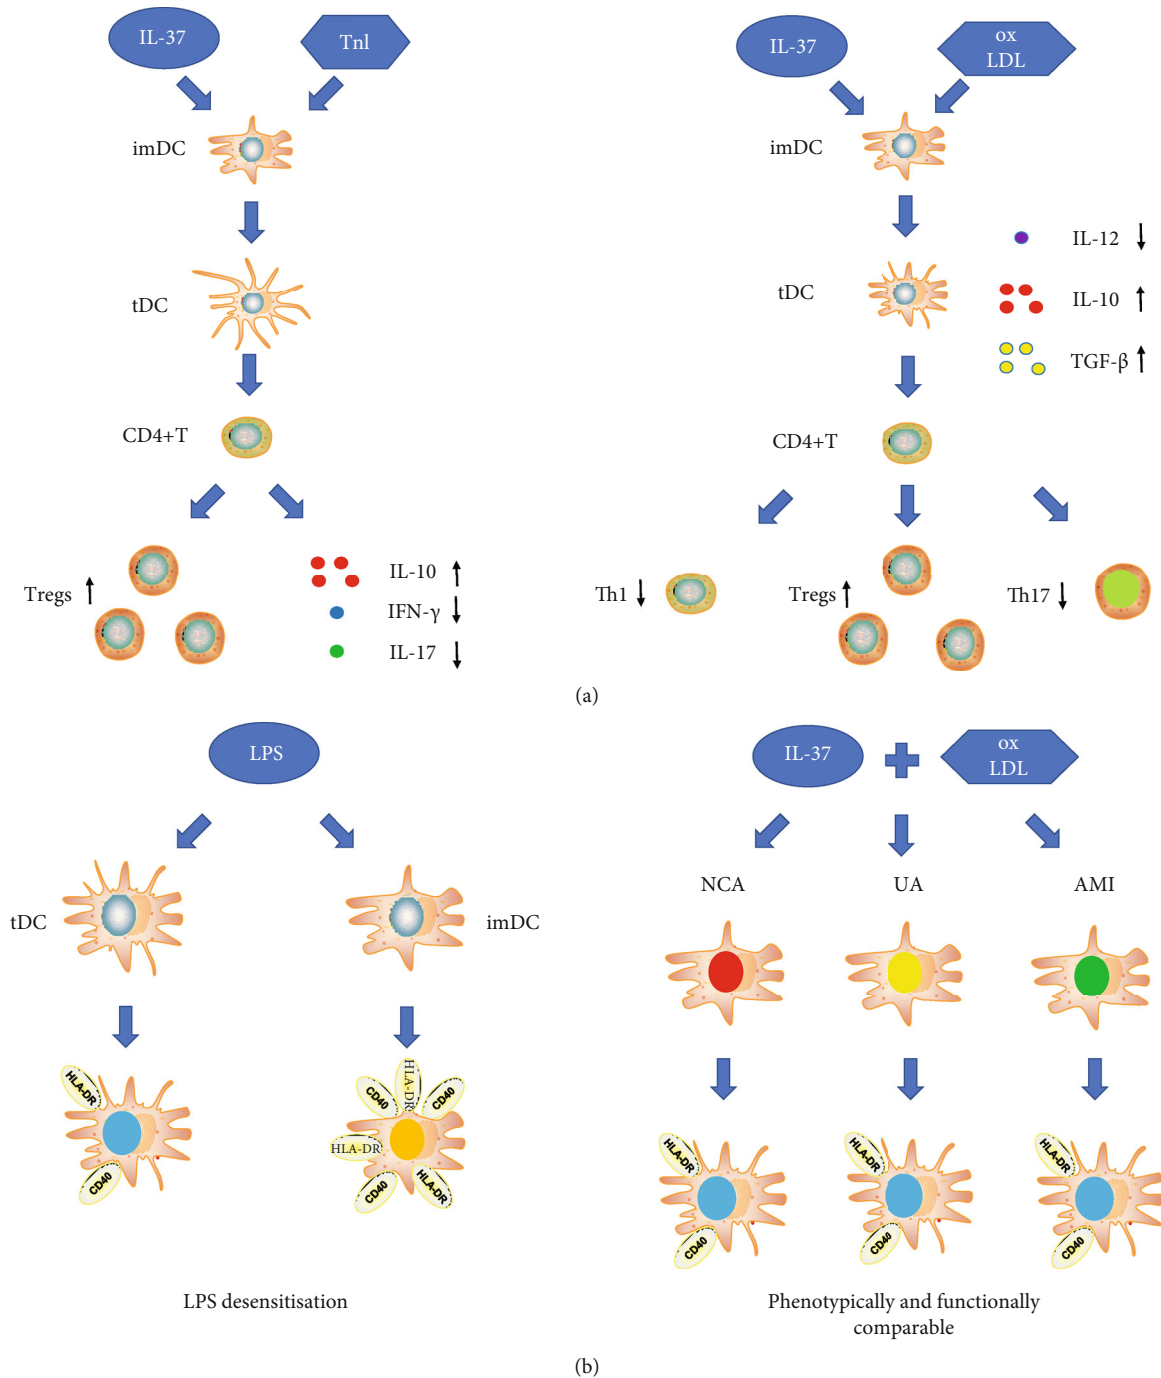 IL-37
TnI
imDC
tDC
CD4+T
Tregs
IL-10
IFN-γ
IL-17
IL-37
ox
LDL
imDC
IL-12
tDC
IL-10
TGF-β
CD4+T
Th1
Tregs
Th17
(a)
LPS
tDC
imDC
HLA-DR
CD40
CD40
HLA-DR
CD40
HLA-DR
CD40
HLA-DR
LPS desensitisation
IL-37
ox
LDL
NCA
UA
AMI
HLA-DR
HLA-DR
HLA-DR
CD40
CD40
CD40
Phenotypically and functionally
comparable
(b)